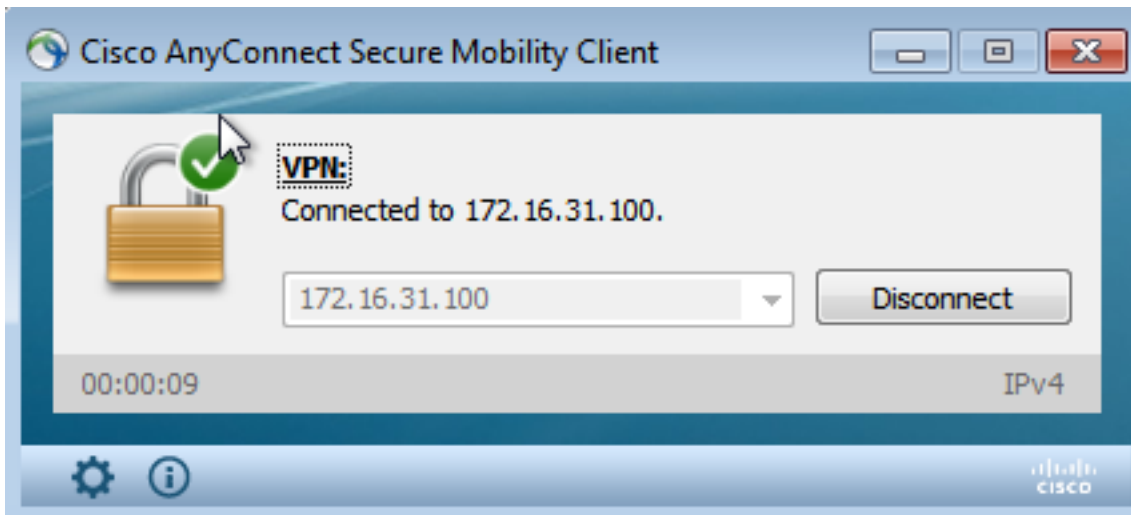 Cisco AnyConnect Secure Mobility Client
VPN:
Connected to 172.16.31.100.
172.16.31.100
Disconnect
00:00:09
IPv4
CISCO